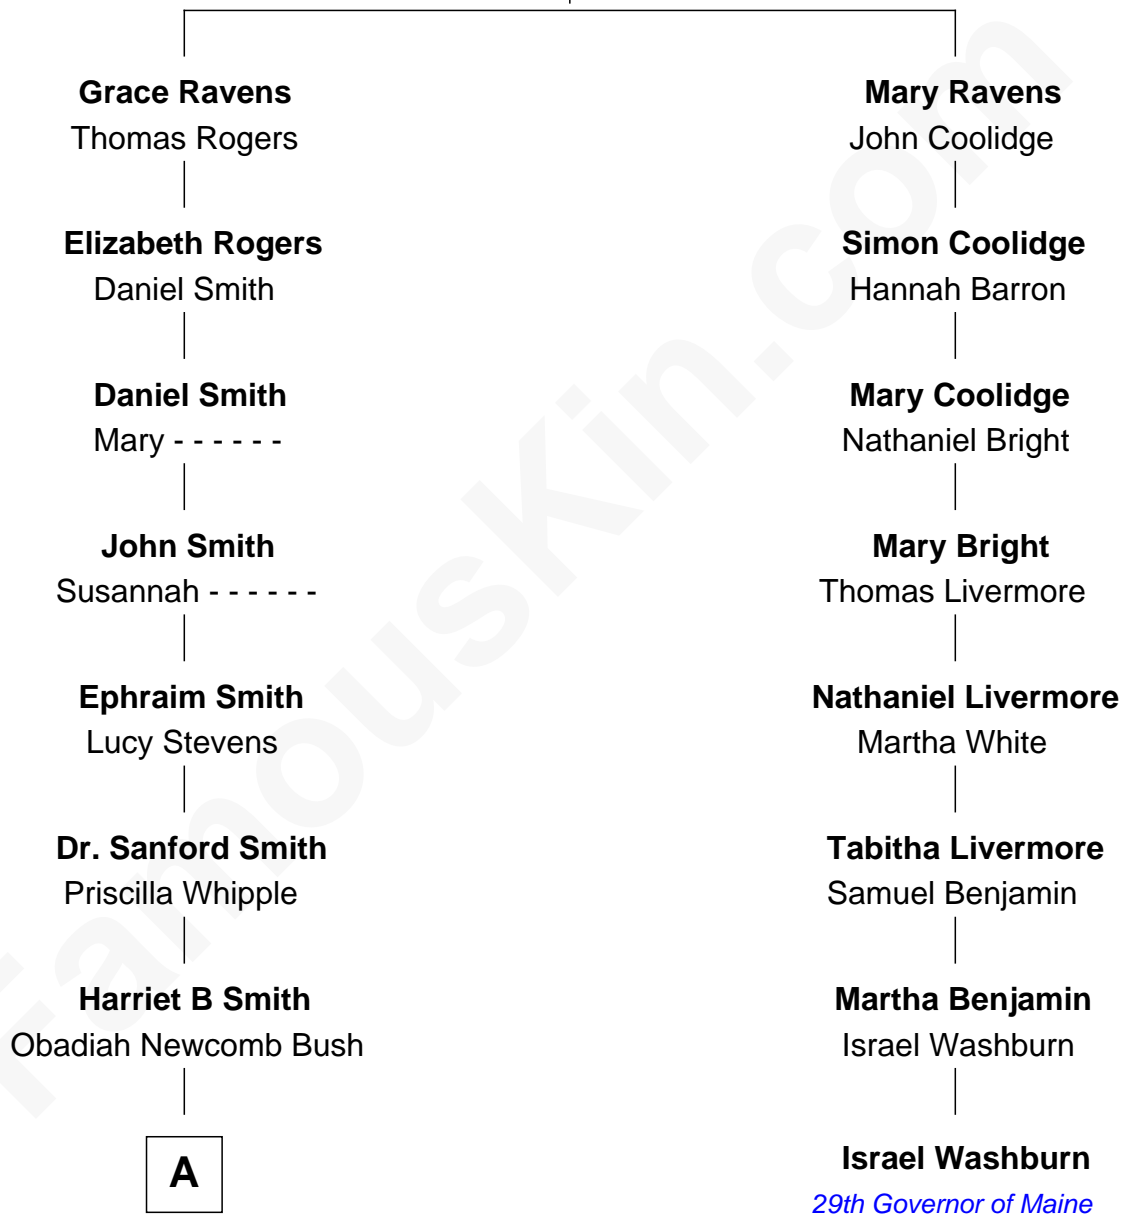 Grace Ravens
Thomas Rogers
Mary Ravens
John Coolidge
Elizabeth Rogers
Daniel Smith
Simon Coolidge
Hannah Barron
Daniel Smith
Mary - - - - - -
Mary Coolidge
Nathaniel Bright
John Smith
Susannah - - - - - -
Mary Bright
Thomas Livermore
Ephraim Smith
Lucy Stevens
Nathaniel Livermore
Martha White
Dr. Sanford Smith
Priscilla Whipple
Tabitha Livermore
Samuel Benjamin
Harriet B Smith
Obadiah Newcomb Bush
Martha Benjamin
Israel Washburn
A
Israel Washburn
29th Governor of Maine
FamousKin.com